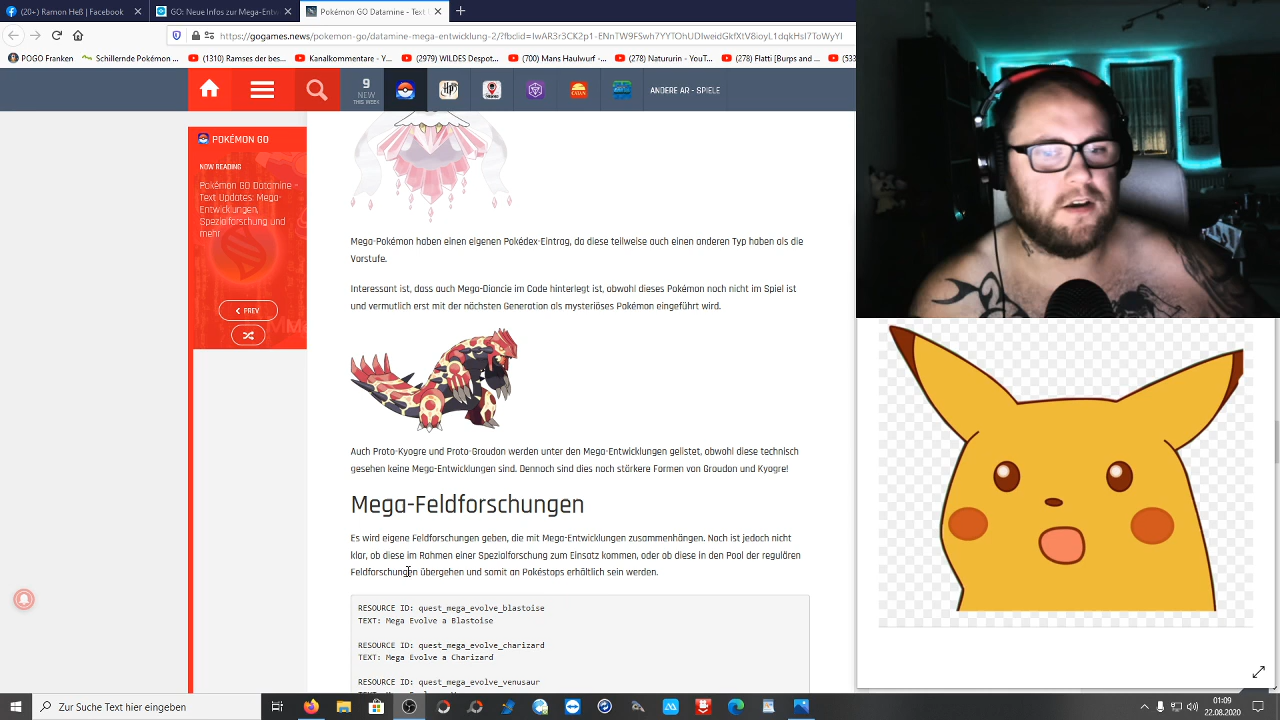 (20+) Ramon Heß | Facebook
GO: Neue Infos zur Mega-Entw
Pokémon GO Datamine - Text
https://gogames.news/pokemon-go/datamine-mega-entwicklung-2/?fbclid=
POGO Franken
Schillernde Pokémon ...
(1310) Ramses der bes...
Kanalkommentare - Y...
(2979) WILDES Despot...
(700) Mans Haulwurf - ...
(278) Naturuin - YouT...
(278) Flatti [Burps and ...
(533
9
NEW
THIS WEEK
CATAN
ANDERE AR - SPIELE
POKÉMON GO
NOW READING
Pokémon GO Datamine -
Text Updates: Mega-
Entwicklungen,
Spezialforschung und
mehr
PREV
Mega-Pokémon haben einen eigenen Pokédex-Eintrag, da diese teilweise auch einen anderen Typ haben als die
Vorstufe.
Interessant ist, dass auch Mega-Diancie im Code hinterlegt ist, obwohl dieses Pokémon noch nicht im Spiel ist
und vermutlich erst mit der nächsten Generation als mysteriöses Pokémon eingeführt wird.
Auch Proto-Kyogre und Proto-Groudon werden unter den Mega-Entwicklungen gelistet, obwohl diese technisch
gesehen keine Mega-Entwicklungen sind. Dennoch sind dies noch stärkere Formen von Groudon und Kyogre!
Mega-Feldforschungen
Es wird eigene Feldforschungen geben, die mit Mega-Entwicklungen zusammenhängen. Noch ist jedoch nicht
klar, ob diese im Rahmen einer Spezialforschung zum Einsatz kommen, oder ob diese in den Pool der regulären
Feldforschungen übergehen und somit an Pokéstops erhältlich sein werden.
RESOURCE ID: quest_mega_evolve_blastoise
TEXT: Mega Evolve a Blastoise
RESOURCE ID: quest_mega_evolve_charizard
TEXT: Mega Evolve a Charizard
RESOURCE ID: quest_mega_evolve_venusaur
Zur Suche Text hier eingeben
01:09
22.08.2020